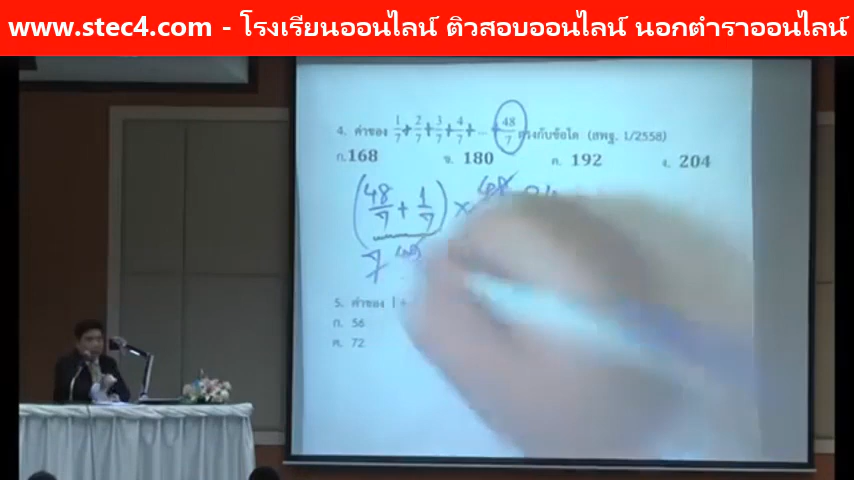 www.stec4.com - โรงเรียนออนไลน์ ติวสอบออนไลน์ นอกตำราออนไลน์
4. ค่าของ 1/7 + 2/7 + 3/7 + 4/7 + ... + 48/7 ตรงกับข้อใด (สพฐ. 1/2558)
ก. 168 ข. 180 ค. 192 ง. 204
(48/7 + 1/7) × 48
7
5. ค่าของ 1 +
ก. 56
ค. 72